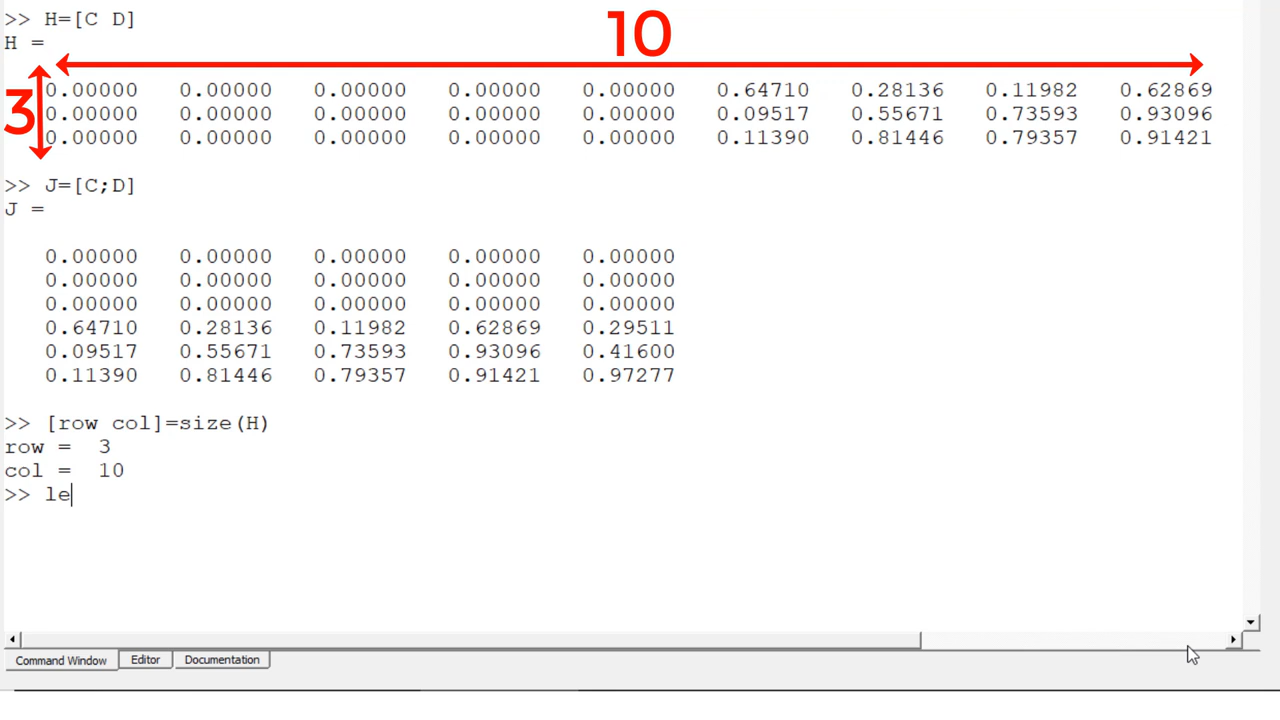 >> H=[C D]
H =
10
3
0.00000 0.00000 0.00000 0.00000 0.00000 0.64710 0.28136 0.11982 0.62869
0.00000 0.00000 0.00000 0.00000 0.00000 0.09517 0.55671 0.73593 0.93096
0.00000 0.00000 0.00000 0.00000 0.00000 0.11390 0.81446 0.79357 0.91421
>> J=[C;D]
J =
0.00000 0.00000 0.00000 0.00000 0.00000
0.00000 0.00000 0.00000 0.00000 0.00000
0.00000 0.00000 0.00000 0.00000 0.00000
0.64710 0.28136 0.11982 0.62869 0.29511
0.09517 0.55671 0.73593 0.93096 0.41600
0.11390 0.81446 0.79357 0.91421 0.97277
>> [row col]=size(H)
row = 3
col = 10
>> le
Command Window Editor Documentation